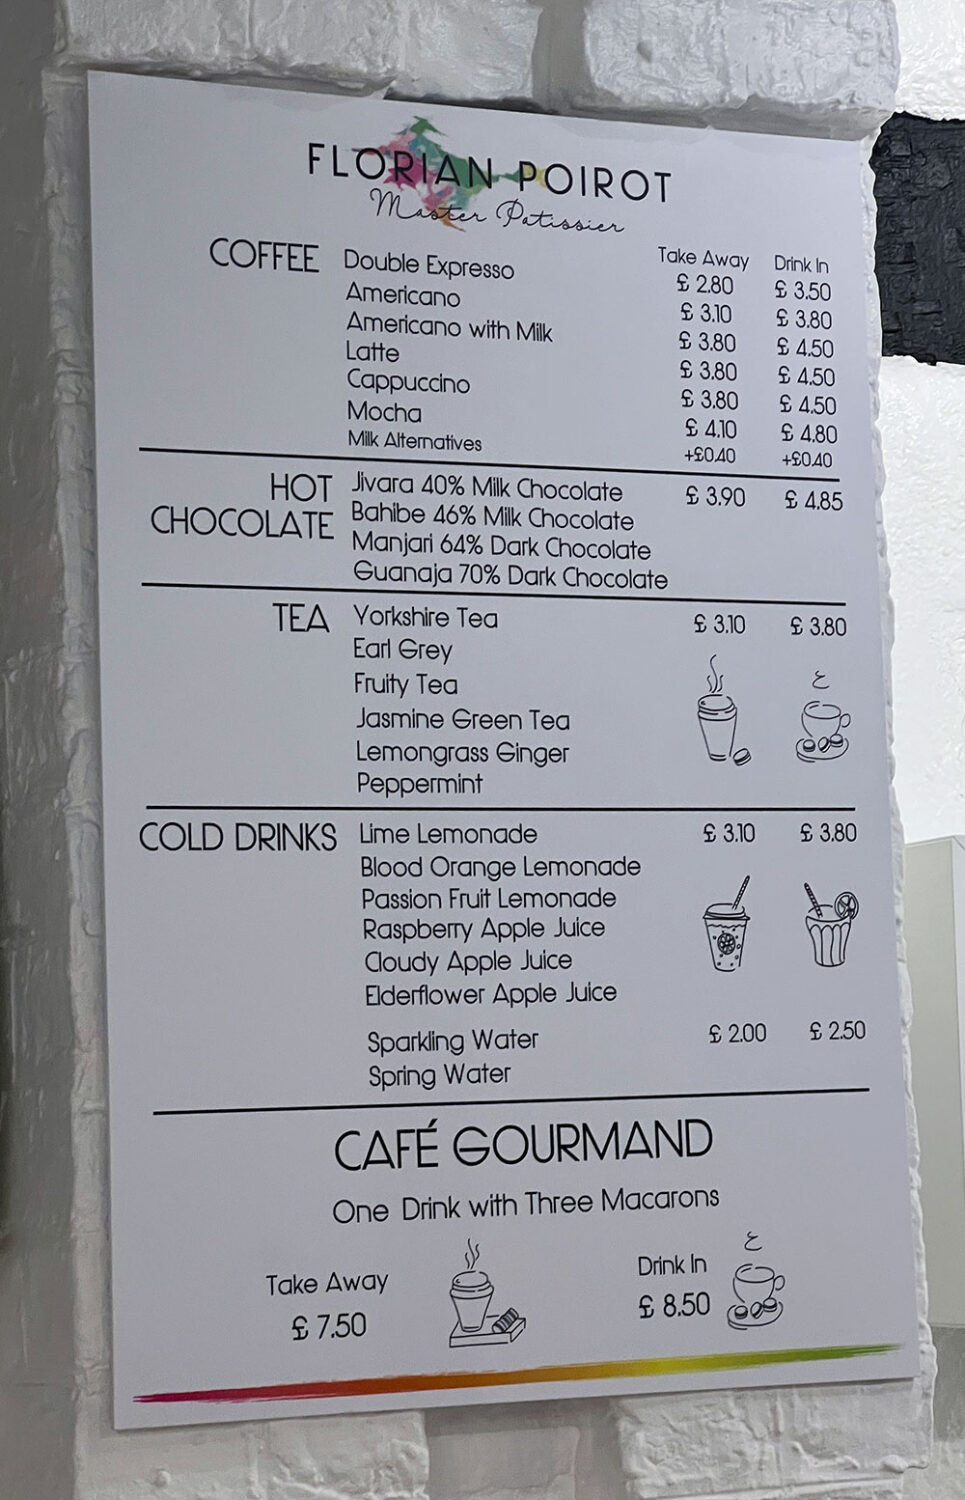 FLORIAN POIROT
Master Patissier
Take Away Drink In
COFFEE Double Expresso £ 2.80 £ 3.50
Americano £ 3.10 £ 3.80
Americano with Milk £ 3.80 £ 4.50
Latte £ 3.80 £ 4.50
Cappuccino £ 3.80 £ 4.50
Mocha £ 4.10 £ 4.80
Milk Alternatives +£0.40 +£0.40
HOT CHOCOLATE Jivara 40% Milk Chocolate £ 3.90 £ 4.85
Bahibe 46% Milk Chocolate
Manjari 64% Dark Chocolate
Guanaja 70% Dark Chocolate
TEA Yorkshire Tea £ 3.10 £ 3.80
Earl Grey
Fruity Tea
Jasmine Green Tea
Lemongrass Ginger
Peppermint
COLD DRINKS Lime Lemonade £ 3.10 £ 3.80
Blood Orange Lemonade
Passion Fruit Lemonade
Raspberry Apple Juice
Cloudy Apple Juice
Elderflower Apple Juice
Sparkling Water £ 2.00 £ 2.50
Spring Water
CAFÉ GOURMAND
One Drink with Three Macarons
Take Away Drink In
£ 7.50 £ 8.50